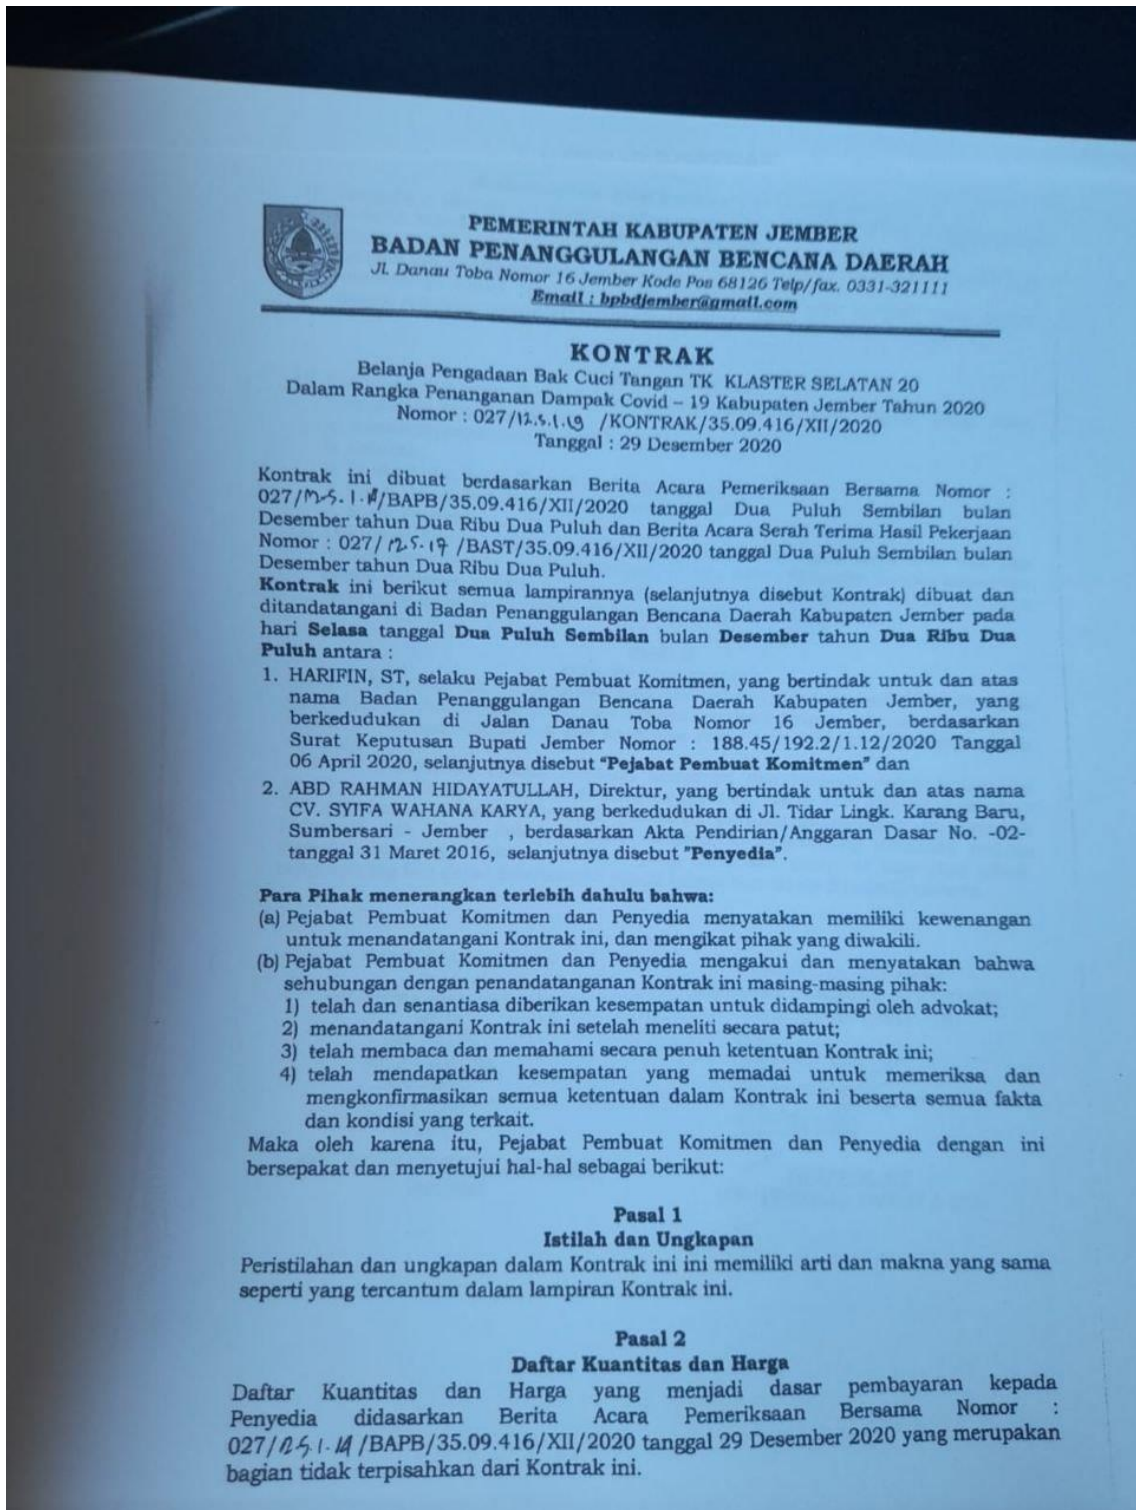 PEMERINTAH KABUPATEN JEMBER
BADAN PENANGGULANGAN BENCANA DAERAH
Jl. Danau Toba Nomor 16 Jember Kode Pos 68126 Telp/fax. 0331-321111
Email : bpbdjember@gmail.com
KONTRAK
Belanja Pengadaan Bak Cuci Tangan TK KLASTER SELATAN 20
Dalam Rangka Penanganan Dampak Covid – 19 Kabupaten Jember Tahun 2020
Nomor : 027/12.5.1.19 /KONTRAK/35.09.416/XII/2020
Tanggal : 29 Desember 2020
Kontrak ini dibuat berdasarkan Berita Acara Pemeriksaan Bersama Nomor :
027/ /BAPB/35.09.416/XII/2020 tanggal Dua Puluh Sembilan bulan
Desember tahun Dua Ribu Dua Puluh dan Berita Acara Serah Terima Hasil Pekerjaan
Nomor : 027/ 12.5.19 /BAST/35.09.416/XII/2020 tanggal Dua Puluh Sembilan bulan
Desember tahun Dua Ribu Dua Puluh.
Kontrak ini berikut semua lampirannya (selanjutnya disebut Kontrak) dibuat dan
ditandatangani di Badan Penanggulangan Bencana Daerah Kabupaten Jember pada
hari Selasa tanggal Dua Puluh Sembilan bulan Desember tahun Dua Ribu Dua
Puluh antara :
1. HARIFIN, ST, selaku Pejabat Pembuat Komitmen, yang bertindak untuk dan atas
nama Badan Penanggulangan Bencana Daerah Kabupaten Jember, yang
berkedudukan di Jalan Danau Toba Nomor 16 Jember, berdasarkan
Surat Keputusan Bupati Jember Nomor : 188.45/192.2/1.12/2020 Tanggal
06 April 2020, selanjutnya disebut "Pejabat Pembuat Komitmen" dan
2. ABD RAHMAN HIDAYATULLAH, Direktur, yang bertindak untuk dan atas nama
CV. SYIFA WAHANA KARYA, yang berkedudukan di Jl. Tidar Lingk. Karang Baru,
Sumbersari - Jember , berdasarkan Akta Pendirian/Anggaran Dasar No. -02-
tanggal 31 Maret 2016, selanjutnya disebut "Penyedia".
Para Pihak menerangkan terlebih dahulu bahwa:
(a) Pejabat Pembuat Komitmen dan Penyedia menyatakan memiliki kewenangan
untuk menandatangani Kontrak ini, dan mengikat pihak yang diwakili.
(b) Pejabat Pembuat Komitmen dan Penyedia mengakui dan menyatakan bahwa
sehubungan dengan penandatanganan Kontrak ini masing-masing pihak:
1) telah dan senantiasa diberikan kesempatan untuk didampingi oleh advokat;
2) menandatangani Kontrak ini setelah meneliti secara patut;
3) telah membaca dan memahami secara penuh ketentuan Kontrak ini;
4) telah mendapatkan kesempatan yang memadai untuk memeriksa dan
mengkonfirmasikan semua ketentuan dalam Kontrak ini beserta semua fakta
dan kondisi yang terkait.
Maka oleh karena itu, Pejabat Pembuat Komitmen dan Penyedia dengan ini
bersepakat dan menyetujui hal-hal sebagai berikut:
Pasal 1
Istilah dan Ungkapan
Peristilahan dan ungkapan dalam Kontrak ini ini memiliki arti dan makna yang sama
seperti yang tercantum dalam lampiran Kontrak ini.
Pasal 2
Daftar Kuantitas dan Harga
Daftar Kuantitas dan Harga yang menjadi dasar pembayaran kepada
Penyedia didasarkan Berita Acara Pemeriksaan Bersama Nomor :
027/ /BAPB/35.09.416/XII/2020 tanggal 29 Desember 2020 yang merupakan
bagian tidak terpisahkan dari Kontrak ini.